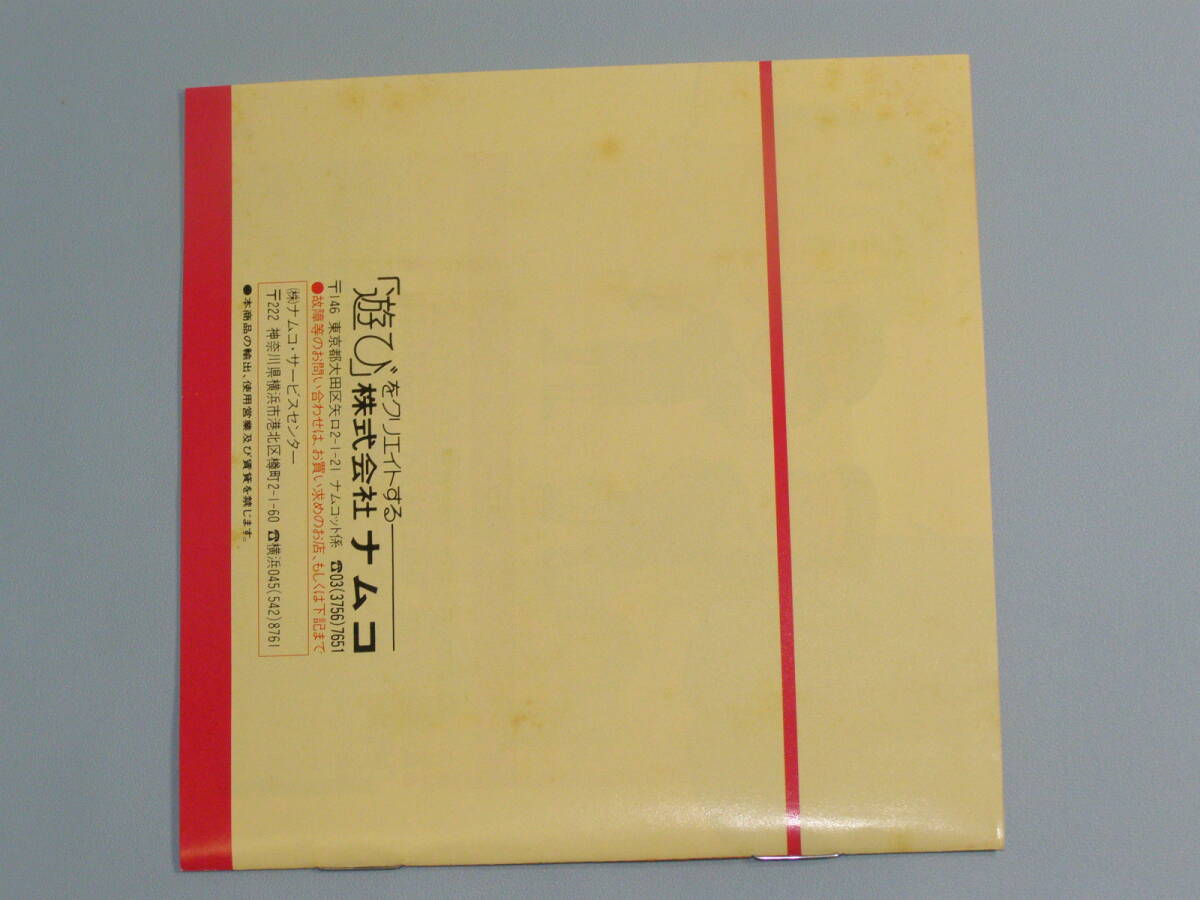 「遊び」をクリエイトする
株式会社 ナムコ
〒146 東京都大田区矢口2-1-21 ナムコット係 ☎03(3756)7651
●故障等のお問い合わせは、お買い求めのお店、もしくは下記まで
㈱ナムコ・サービスセンター
〒222 神奈川県横浜市港北区樽町2-1-60 ☎横浜045(542)8761
●本商品の輸出、使用営業及び賃貸を禁じます。